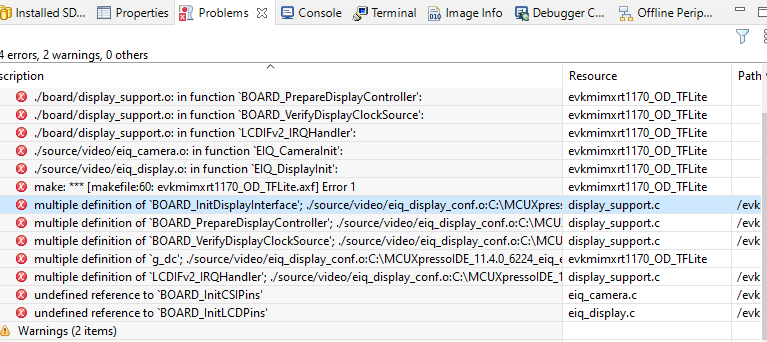 Installed SD... Properties Problems Console Terminal Image Info Debugger C... Offline Perip...
4 errors, 2 warnings, 0 others
scription Resource Path
./board/display_support.o: in function `BOARD_PrepareDisplayController': evkmimxrt1170_OD_TFLite
./board/display_support.o: in function `BOARD_VerifyDisplayClockSource': evkmimxrt1170_OD_TFLite
./board/display_support.o: in function `LCDIFv2_IRQHandler': evkmimxrt1170_OD_TFLite
./source/video/eiq_camera.o: in function `EIQ_CameraInit': evkmimxrt1170_OD_TFLite
./source/video/eiq_display.o: in function `EIQ_DisplayInit': evkmimxrt1170_OD_TFLite
make: *** [makefile:60: evkmimxrt1170_OD_TFLite.axf] Error 1 evkmimxrt1170_OD_TFLite
multiple definition of `BOARD_InitDisplayInterface'; ./source/video/eiq_display_conf.o:C:\MCUXpress display_support.c /evk
multiple definition of `BOARD_PrepareDisplayController'; ./source/video/eiq_display_conf.o:C:\MCUX display_support.c /evk
multiple definition of `BOARD_VerifyDisplayClockSource'; ./source/video/eiq_display_conf.o:C:\MCU display_support.c /evk
multiple definition of `g_dc'; ./source/video/eiq_display_conf.o:C:\MCUXpressoIDE_11.4.0_6224_eiq_e evkmimxrt1170_OD_TFLite
multiple definition of `LCDIFv2_IRQHandler'; ./source/video/eiq_display_conf.o:C:\MCUXpressoIDE_1 display_support.c /evk
undefined reference to `BOARD_InitCSIPins' eiq_camera.c /evk
undefined reference to `BOARD_InitLCDPins' eiq_display.c /evk
Warnings (2 items)